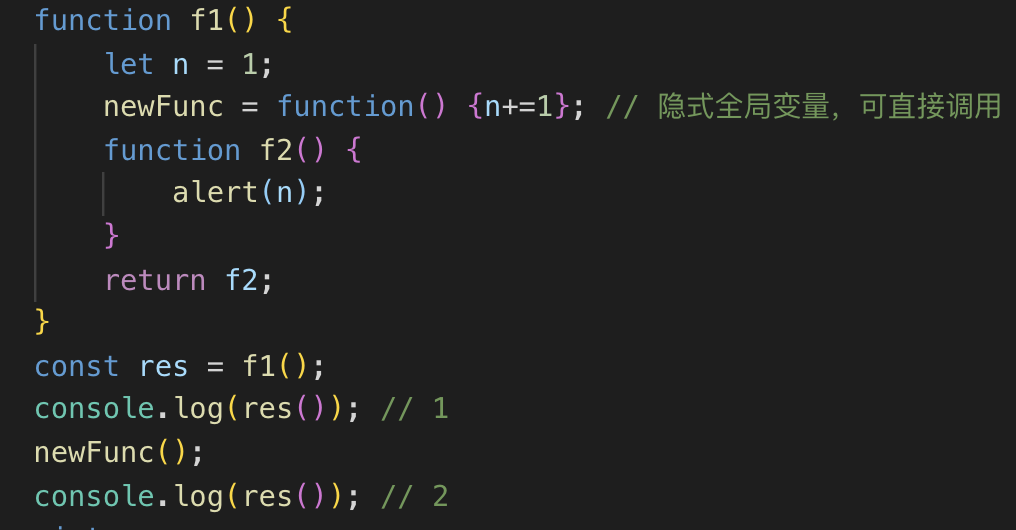 function f1() {
    let n = 1;
    newFunc = function() {n+=1}; // 隐式全局变量，可直接调用
    function f2() {
        alert(n);
    }
    return f2;
}
const res = f1();
console.log(res()); // 1
newFunc();
console.log(res()); // 2